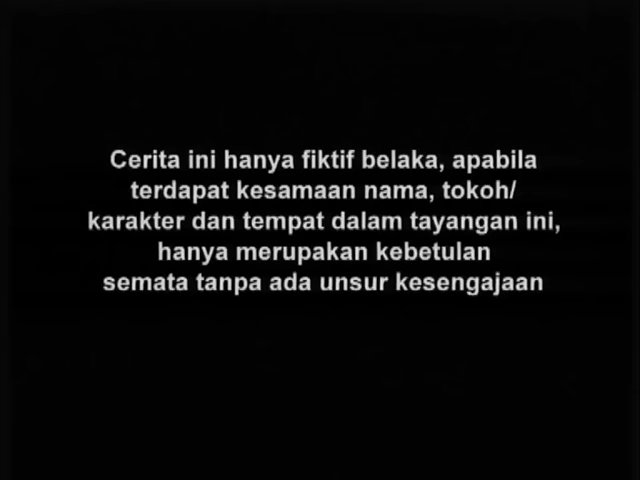 Cerita ini hanya fiktif belaka, apabila
terdapat kesamaan nama, tokoh/
karakter dan tempat dalam tayangan ini,
hanya merupakan kebetulan
semata tanpa ada unsur kesengajaan